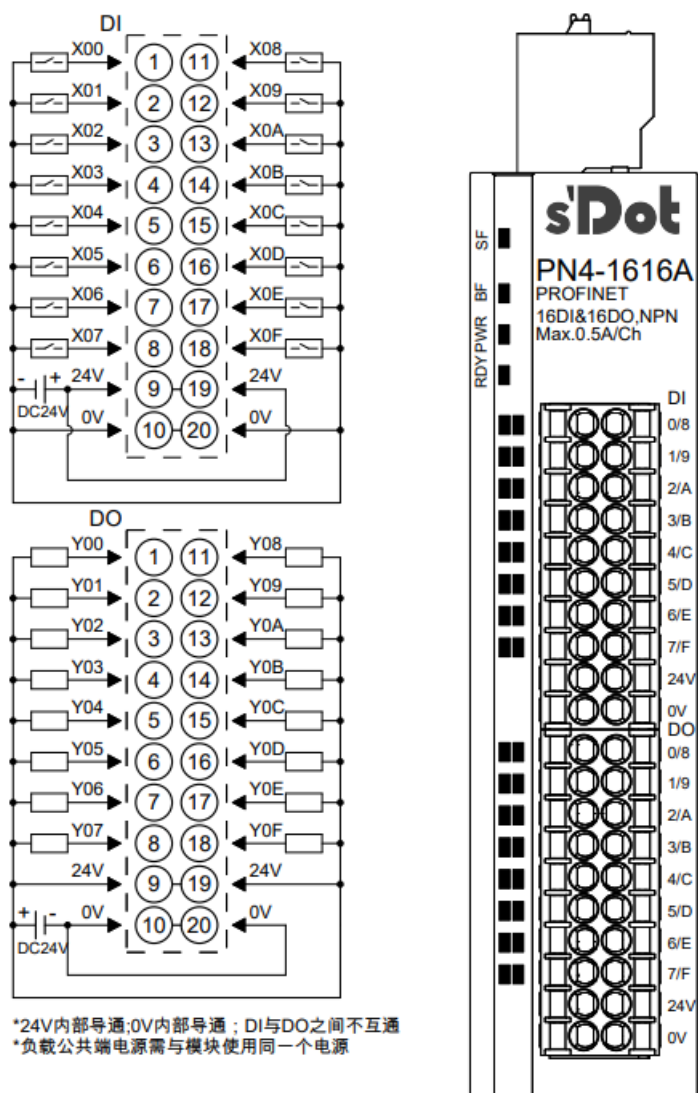 DI
X00 1 11 X08
X01 2 12 X09
X02 3 13 X0A
X03 4 14 X0B
X04 5 15 X0C
X05 6 16 X0D
X06 7 17 X0E
X07 8 18 X0F
- + 24V 9 19 24V
DC24V
0V 10 20 0V
DO
Y00 1 11 Y08
Y01 2 12 Y09
Y02 3 13 Y0A
Y03 4 14 Y0B
Y04 5 15 Y0C
Y05 6 16 Y0D
Y06 7 17 Y0E
Y07 8 18 Y0F
24V 9 19 24V
+ - 0V 10 20 0V
DC24V
*24V内部导通;0V内部导通；DI与DO之间不互通
*负载公共端电源需与模块使用同一个电源
s'Dot
PN4-1616A
PROFINET
16DI&16DO,NPN
Max.0.5A/Ch
SF
BF
PWR
RDY
DI
0/8
1/9
2/A
3/B
4/C
5/D
6/E
7/F
24V
0V
DO
0/8
1/9
2/A
3/B
4/C
5/D
6/E
7/F
24V
0V